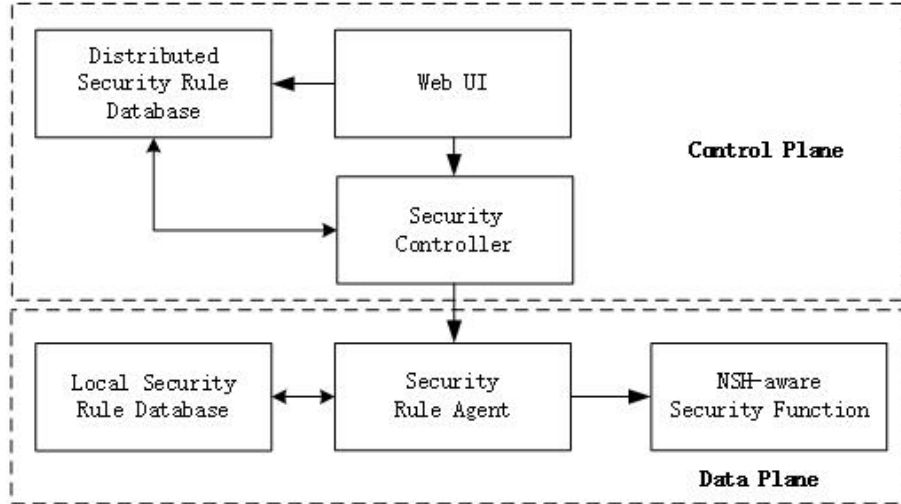 Distributed
Security Rule
Database
Web UI
Control Plane
Security
Controller
Local Security
Rule Database
Security
Rule Agent
NSH-aware
Security Function
Data Plane